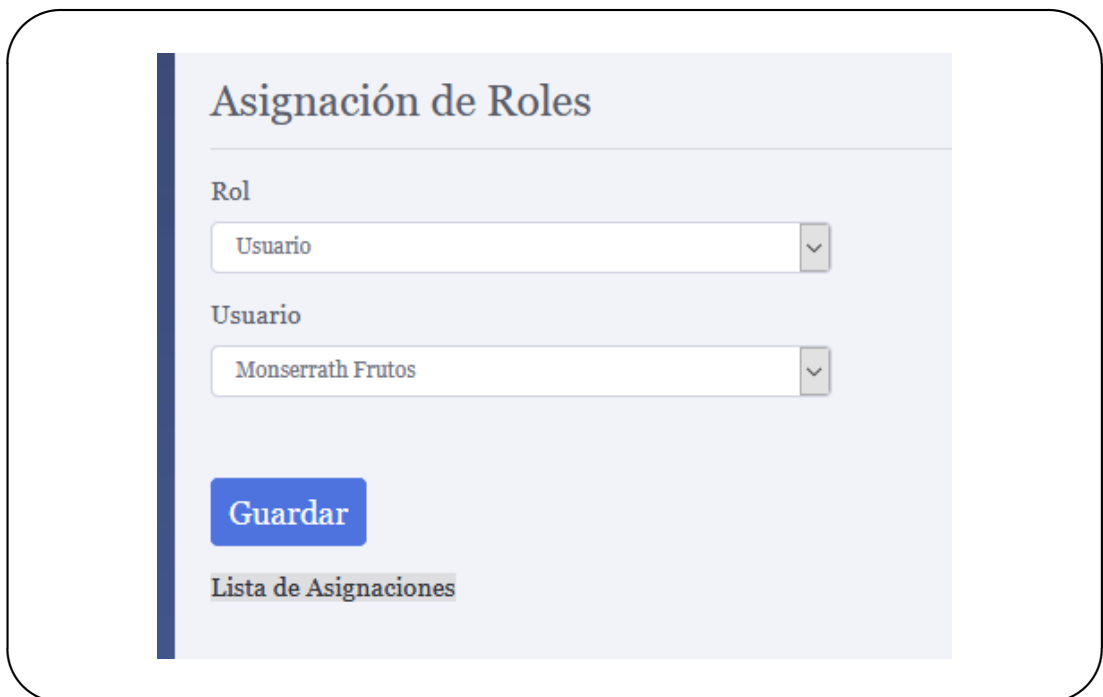 Asignación de Roles
Rol
Usuario
Usuario
Monserrath Frutos
Guardar
Lista de Asignaciones